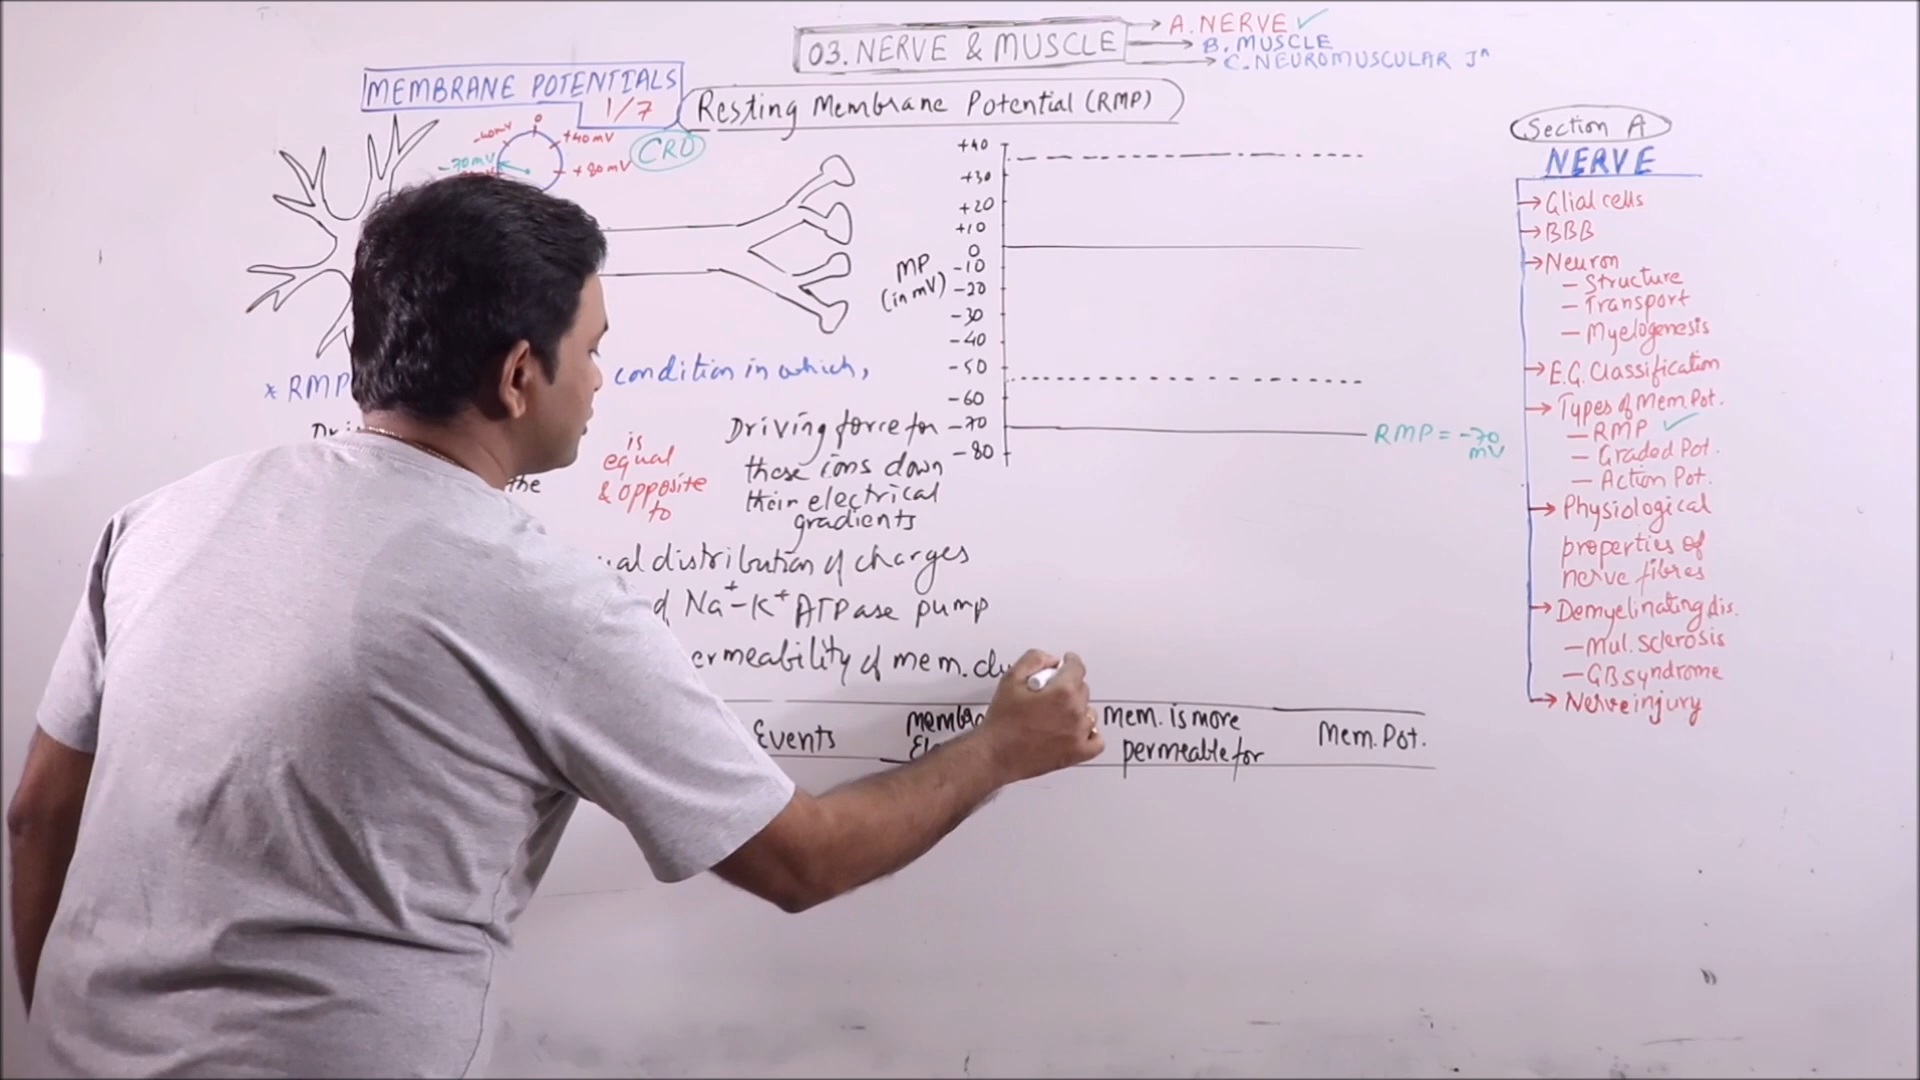 03. NERVE & MUSCLE
A. NERVE ✓
B. MUSCLE
C. NEUROMUSCULAR Jn
MEMBRANE POTENTIALS
1/7
Resting Membrane Potential (RMP)
0
-40mv
+40mv
-70mv
+80mv
CRO
* RMP condition in which,
is
equal
& opposite
to
the
Driving force for
these ions down
their electrical
gradients
distribution of charges
Na+-K+ ATPase pump
of mem.
Events
Mem. is more
permeable for
Mem. Pot.
MP
(in mV)
+40
+30
+20
+10
0
-10
-20
-30
-40
-50
-60
-70
-80
RMP = -70
mV
Section A
NERVE
Glial cells
BBB
Neuron
- Structure
- Transport
- Myelogenesis
E.G. Classification
Types of Mem. Pot.
- RMP ✓
- Graded Pot.
- Action Pot.
Physiological
properties of
nerve fibres
Demyelinating dis.
- Mul. sclerosis
- GB syndrome
Nerve injury